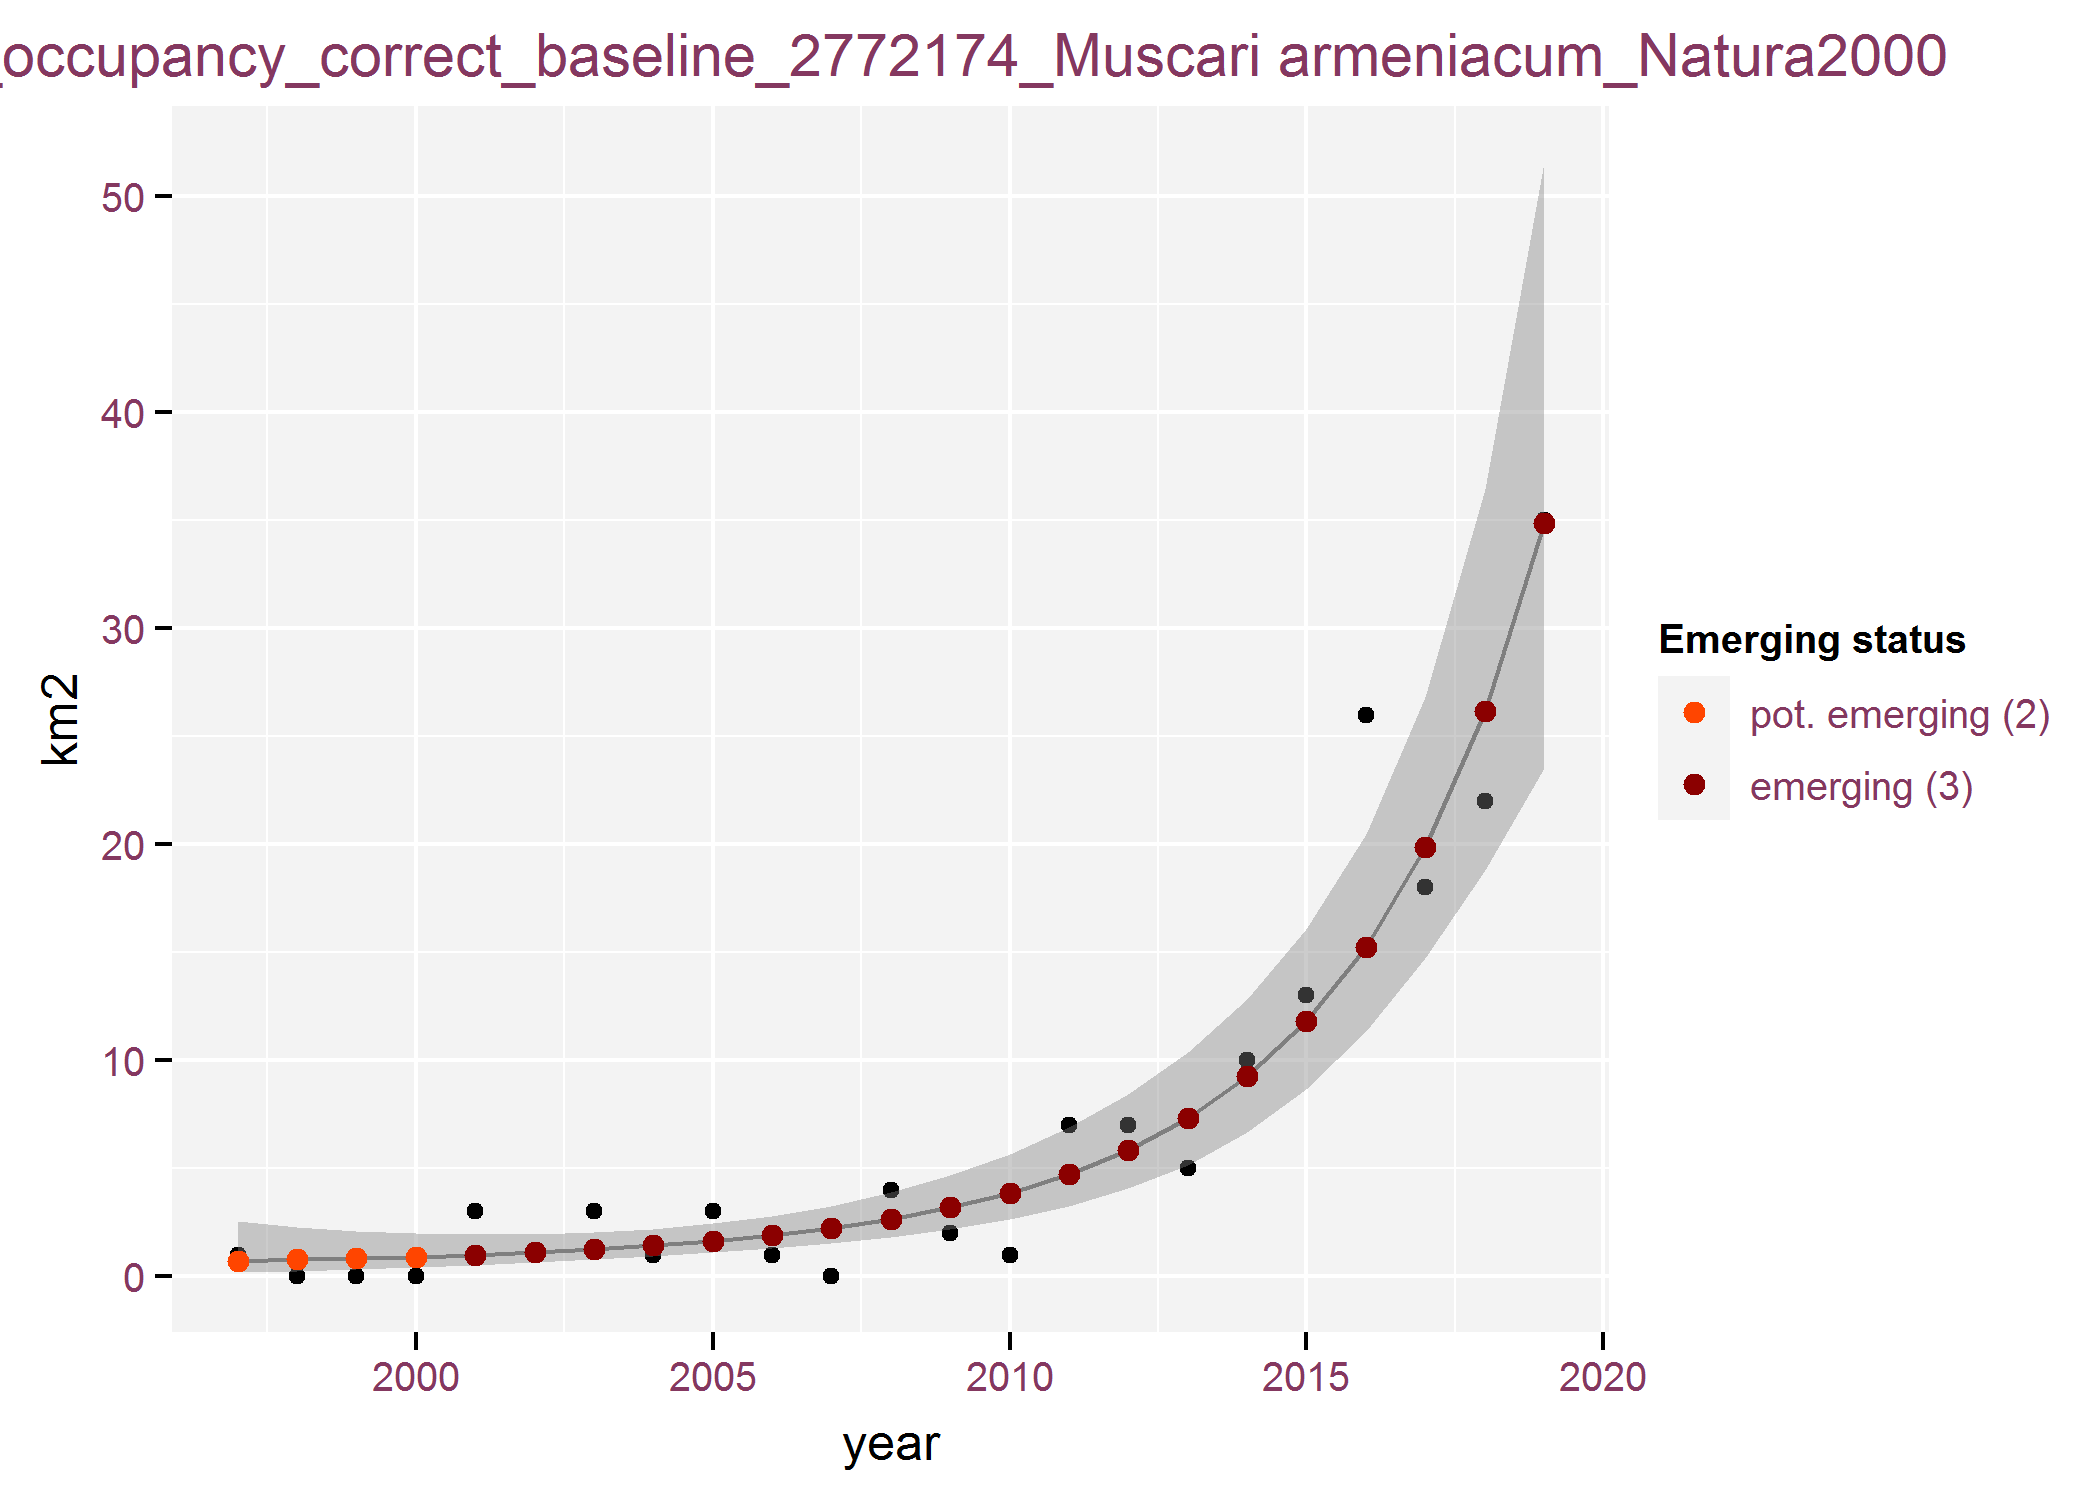 _occupancy_correct_baseline_2772174_Muscari armeniacum_Natura2000
50
40
30
20
10
0
km2
2000
2005
2010
2015
2020
year
Emerging status
pot. emerging (2)
emerging (3)